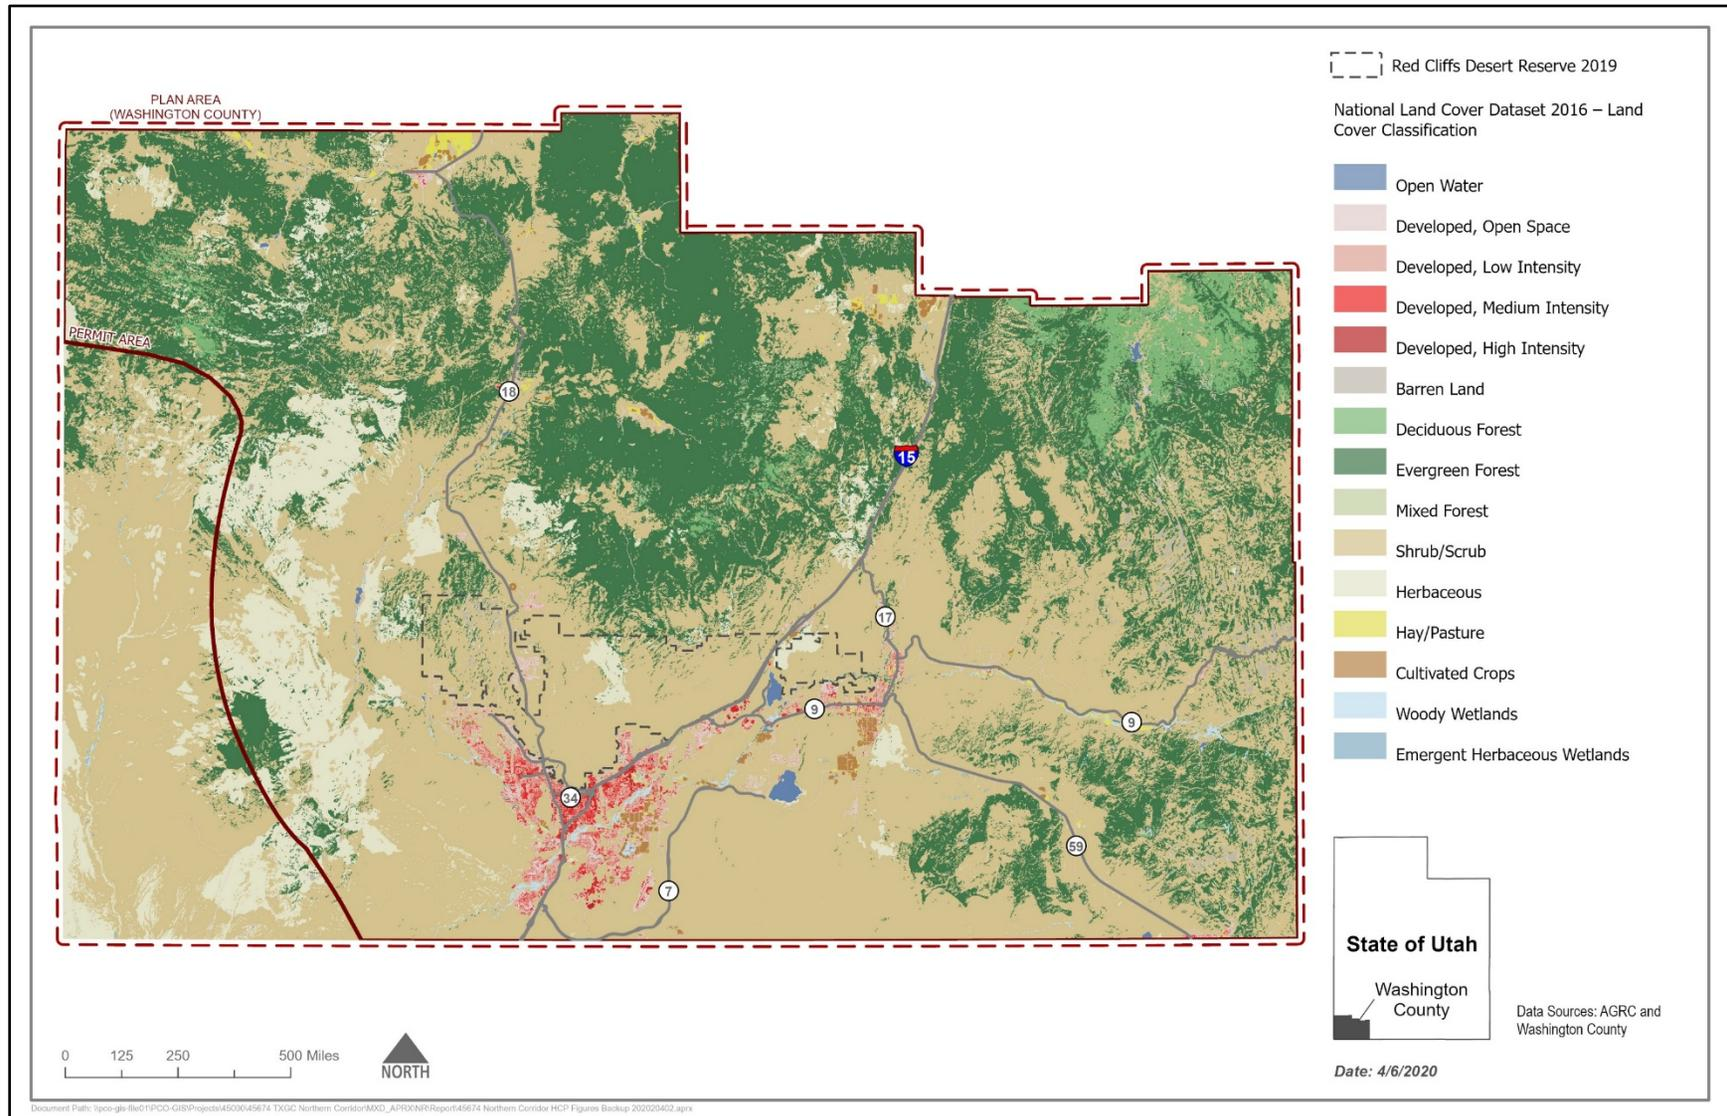 Red Cliffs Desert Reserve 2019
PLAN AREA
(WASHINGTON COUNTY)
National Land Cover Dataset 2016 – Land
Cover Classification
Open Water
Developed, Open Space
Developed, Low Intensity
Developed, Medium Intensity
Developed, High Intensity
Barren Land
Deciduous Forest
Evergreen Forest
Mixed Forest
Shrub/Scrub
Herbaceous
Hay/Pasture
Cultivated Crops
Woody Wetlands
Emergent Herbaceous Wetlands
PERMIT AREA
18
15
17
9
9
34
59
7
State of Utah
Washington
County
Data Sources: AGRC and
Washington County
Date: 4/6/2020
0 125 250 500 Miles
NORTH